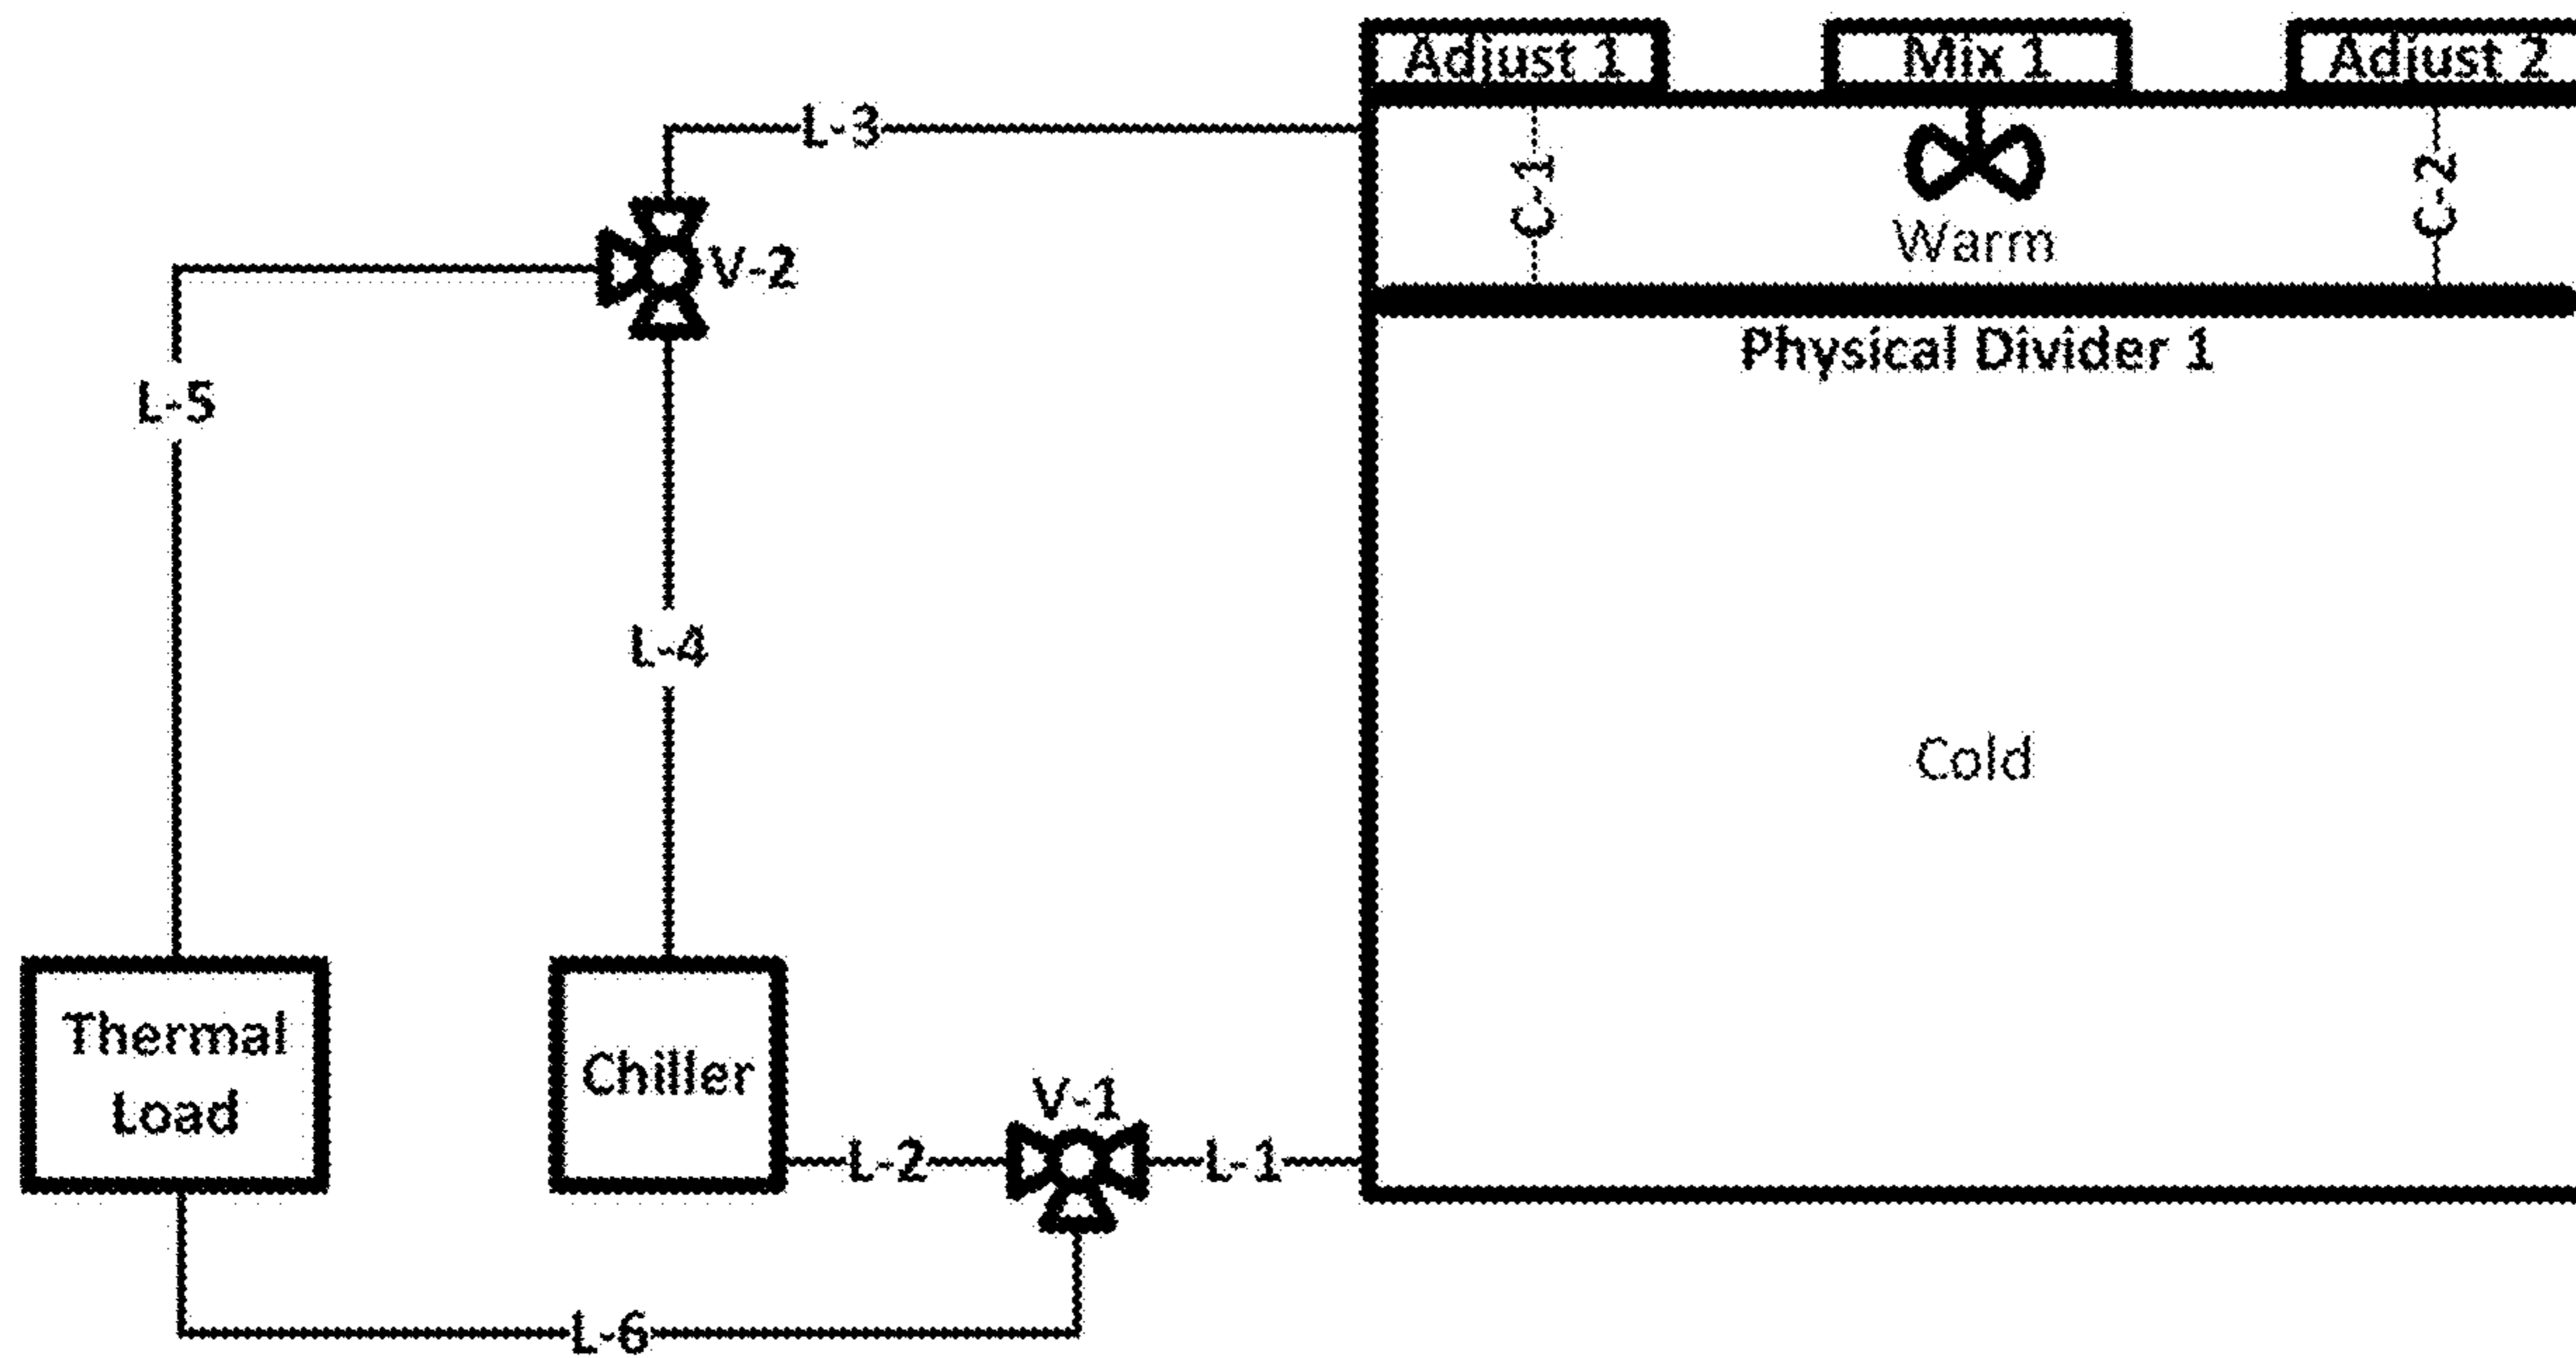 Adjust 1
Mix 1
Adjust 2
L-3
C-1
C-2
Warm
V-2
Physical Divider 1
L-5
L-4
Cold
Thermal
Load
Chiller
V-1
L-2
L-1
L-6